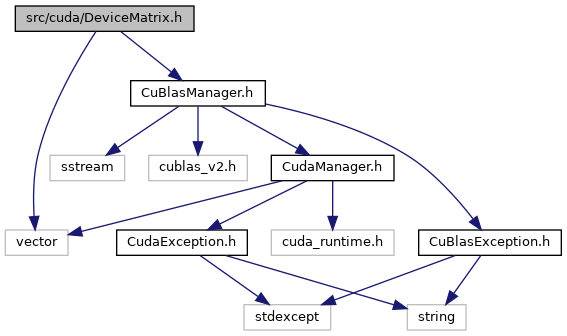 src/cuda/DeviceMatrix.h
CuBlasManager.h
sstream
cublas_v2.h
CudaManager.h
vector
CudaException.h
cuda_runtime.h
CuBlasException.h
stdexcept
string